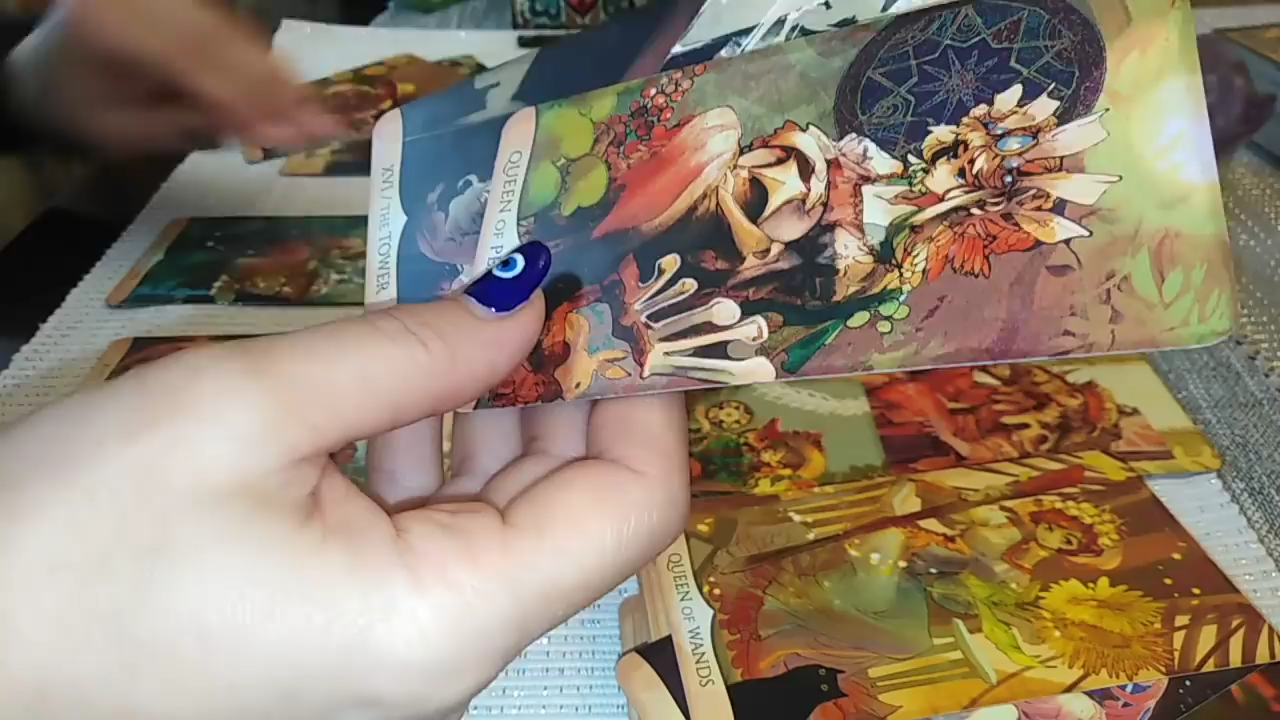 XVI / THE TOWER
QUEEN OF PE
QUEEN OF WANDS